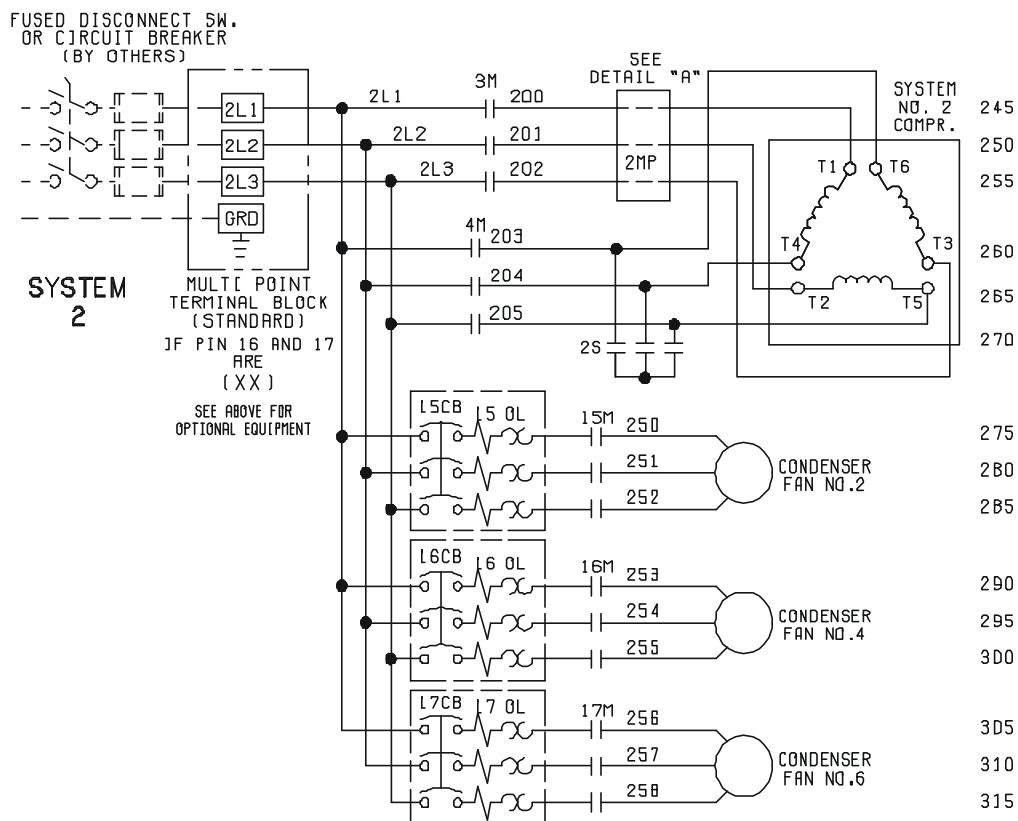 FUSED DISCONNECT SW.
OR CIRCUIT BREAKER
(BY OTHERS)
2L1
2L2
2L3
GRD
SYSTEM
2
MULTI POINT
TERMINAL BLOCK
(STANDARD)
IF PIN 16 AND 17
ARE
(XX)
SEE ABOVE FOR
OPTIONAL EQUIPMENT
2L1 3M 200
2L2 201
2L3 202
SEE
DETAIL "A"
2MP
SYSTEM
NO. 2
COMPR.
T1 T6
T4 T3
T2 T5
4M 203
204
205
2S
15CB 15 OL 15M 250
251
252
CONDENSER
FAN NO.2
16CB 16 OL 16M 253
254
255
CONDENSER
FAN NO.4
17CB 17 OL 17M 256
257
258
CONDENSER
FAN NO.6
245
250
255
260
265
270
275
280
285
290
295
300
305
310
315